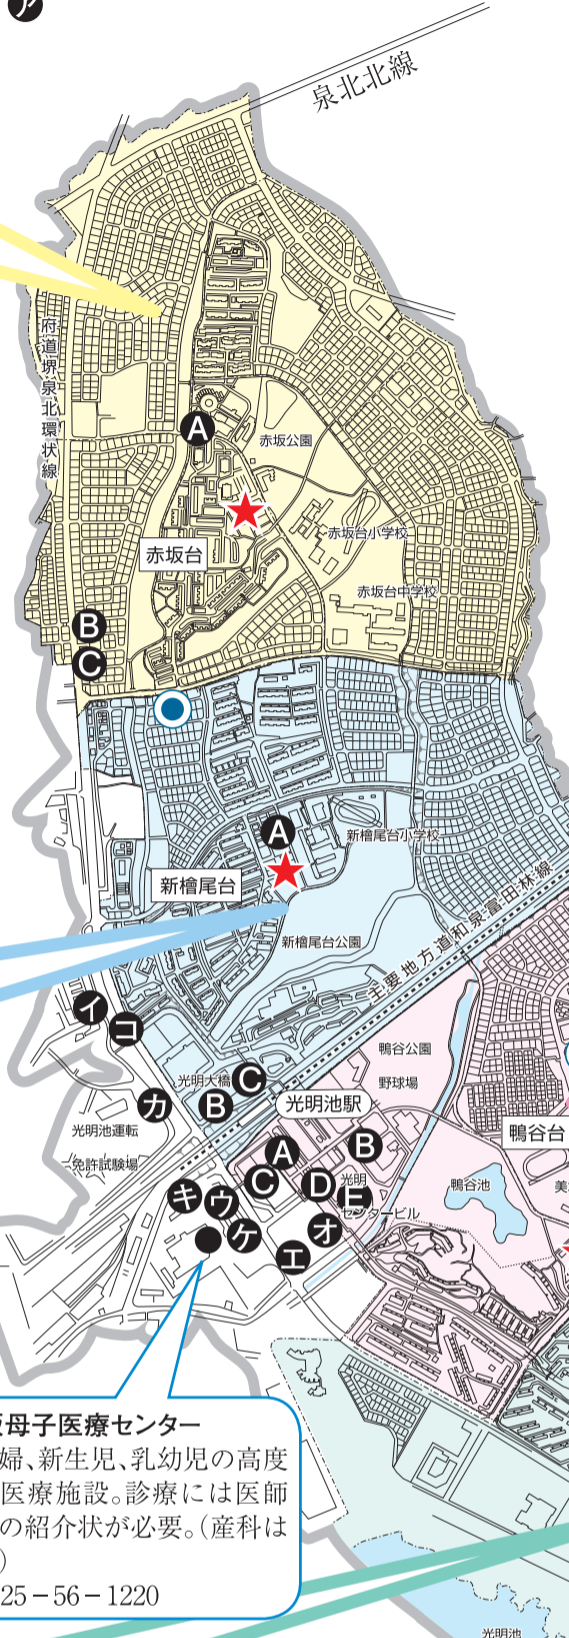 ア
泉北北線
府道堺泉北環状線
A
赤坂公園
赤坂台小学校
赤坂台
赤坂台中学校
B
C
A
新檜尾台小学校
新檜尾台
新檜尾台公園
主要地方道和泉富田林線
イ
コ
鴨谷公園
野球場
光明大橋
C
B
カ
光明池駅
光明池運転
免許試験場
鴨谷台
A
B
C
D
光明
E
センタービル
鴨谷池
美
キ
ウ
ケ
オ
エ
阪母子医療センター
婦、新生児、乳幼児の高度
医療施設。診療には医師
の紹介状が必要。（産科は
）
25－56－1220
光明池